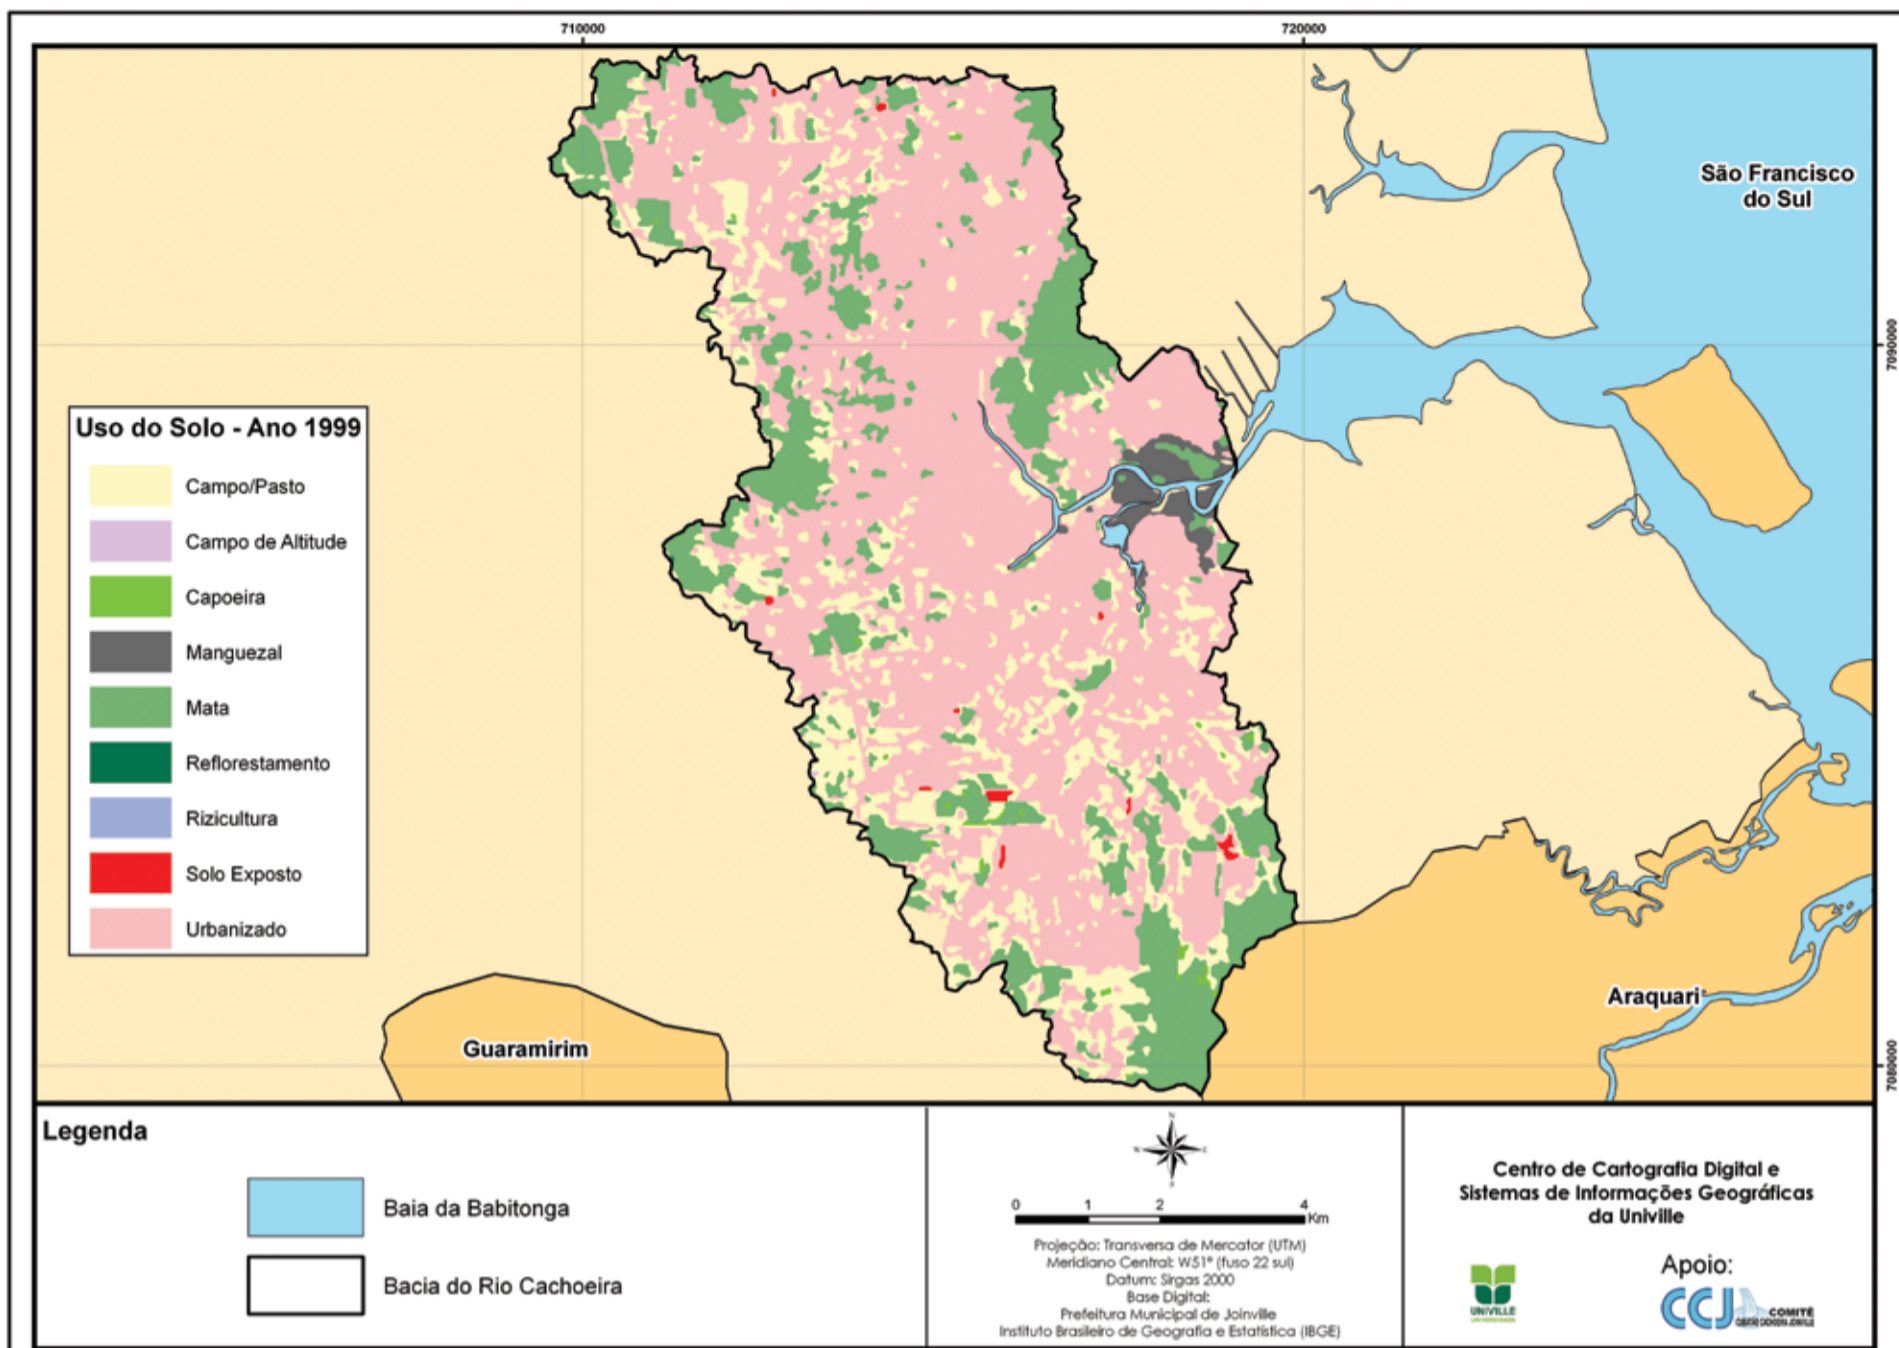 710000
720000
São Francisco
do Sul
7090000
Uso do Solo - Ano 1999
Campo/Pasto
Campo de Altitude
Capoeira
Manguezal
Mata
Reflorestamento
Rizicultura
Solo Exposto
Urbanizado
Guaramirim
Araquari
7080000
Legenda
Baia da Babitonga
Bacia do Rio Cachoeira
N
W
E
S
0 1 2 4
Km
Projeção: Transversa de Mercator (UTM)
Meridiano Central: W51° (fuso 22 sul)
Datum: Sirgas 2000
Base Digital:
Prefeitura Municipal de Joinville
Instituto Brasileiro de Geografia e Estatística (IBGE)
Centro de Cartografia Digital e
Sistemas de Informações Geográficas
da Univille
Apoio:
UNIVILLE
CCJ
COMITÊ